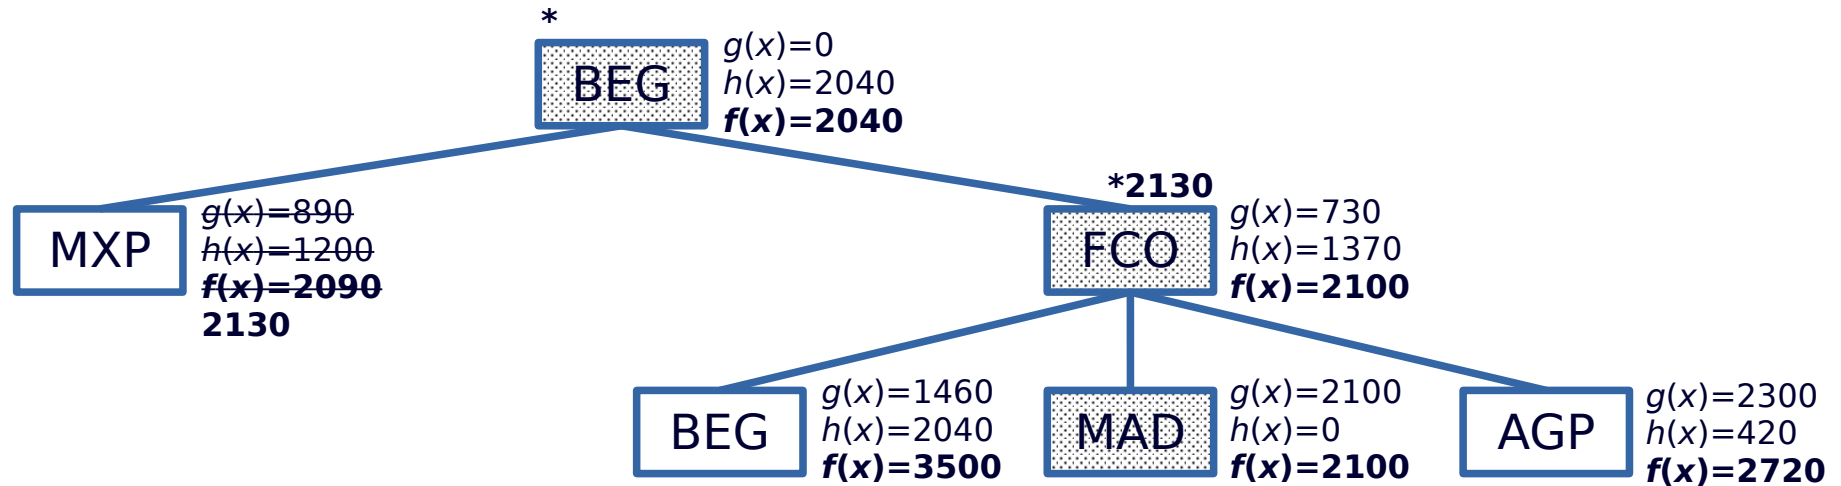 *
BEG
g(x)=0
h(x)=2040
f(x)=2040
MXP
g(x)=890
h(x)=1200
f(x)=2090
2130
*2130
FCO
g(x)=730
h(x)=1370
f(x)=2100
BEG
g(x)=1460
h(x)=2040
f(x)=3500
MAD
g(x)=2100
h(x)=0
f(x)=2100
AGP
g(x)=2300
h(x)=420
f(x)=2720